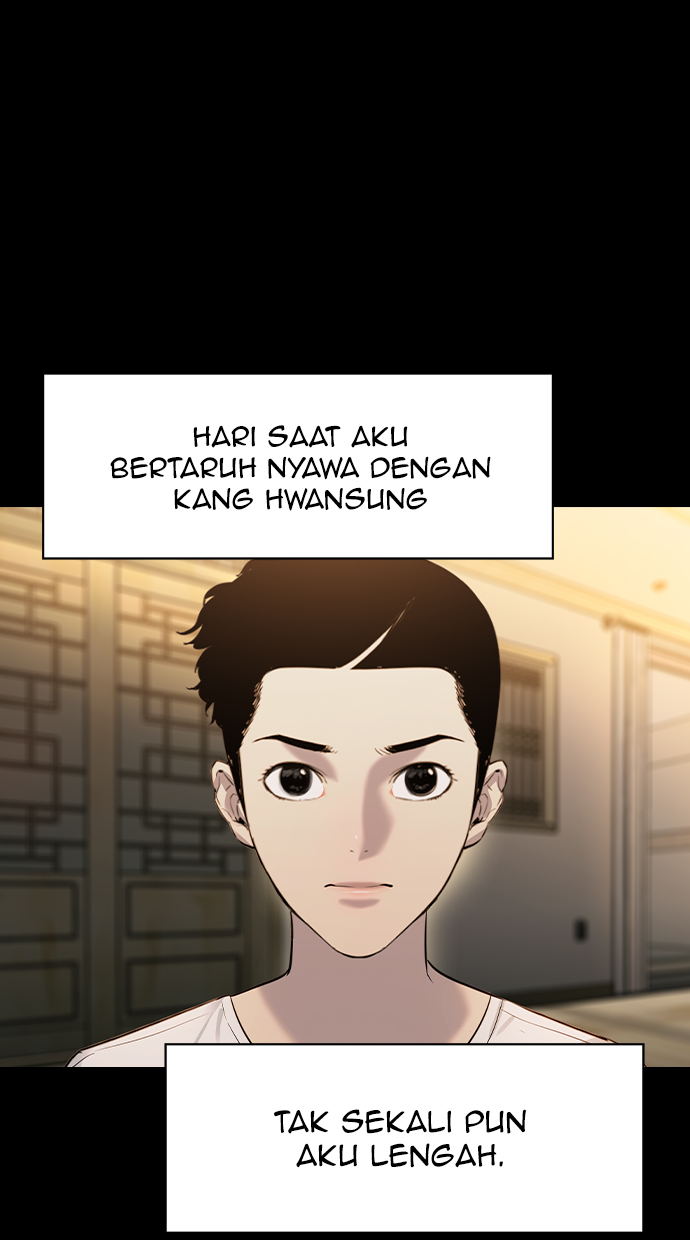 HARI SAAT AKU
BERTARUH NYAWA DENGAN
KANG HWANSUNG
TAK SEKALI PUN
AKU LENGAH.